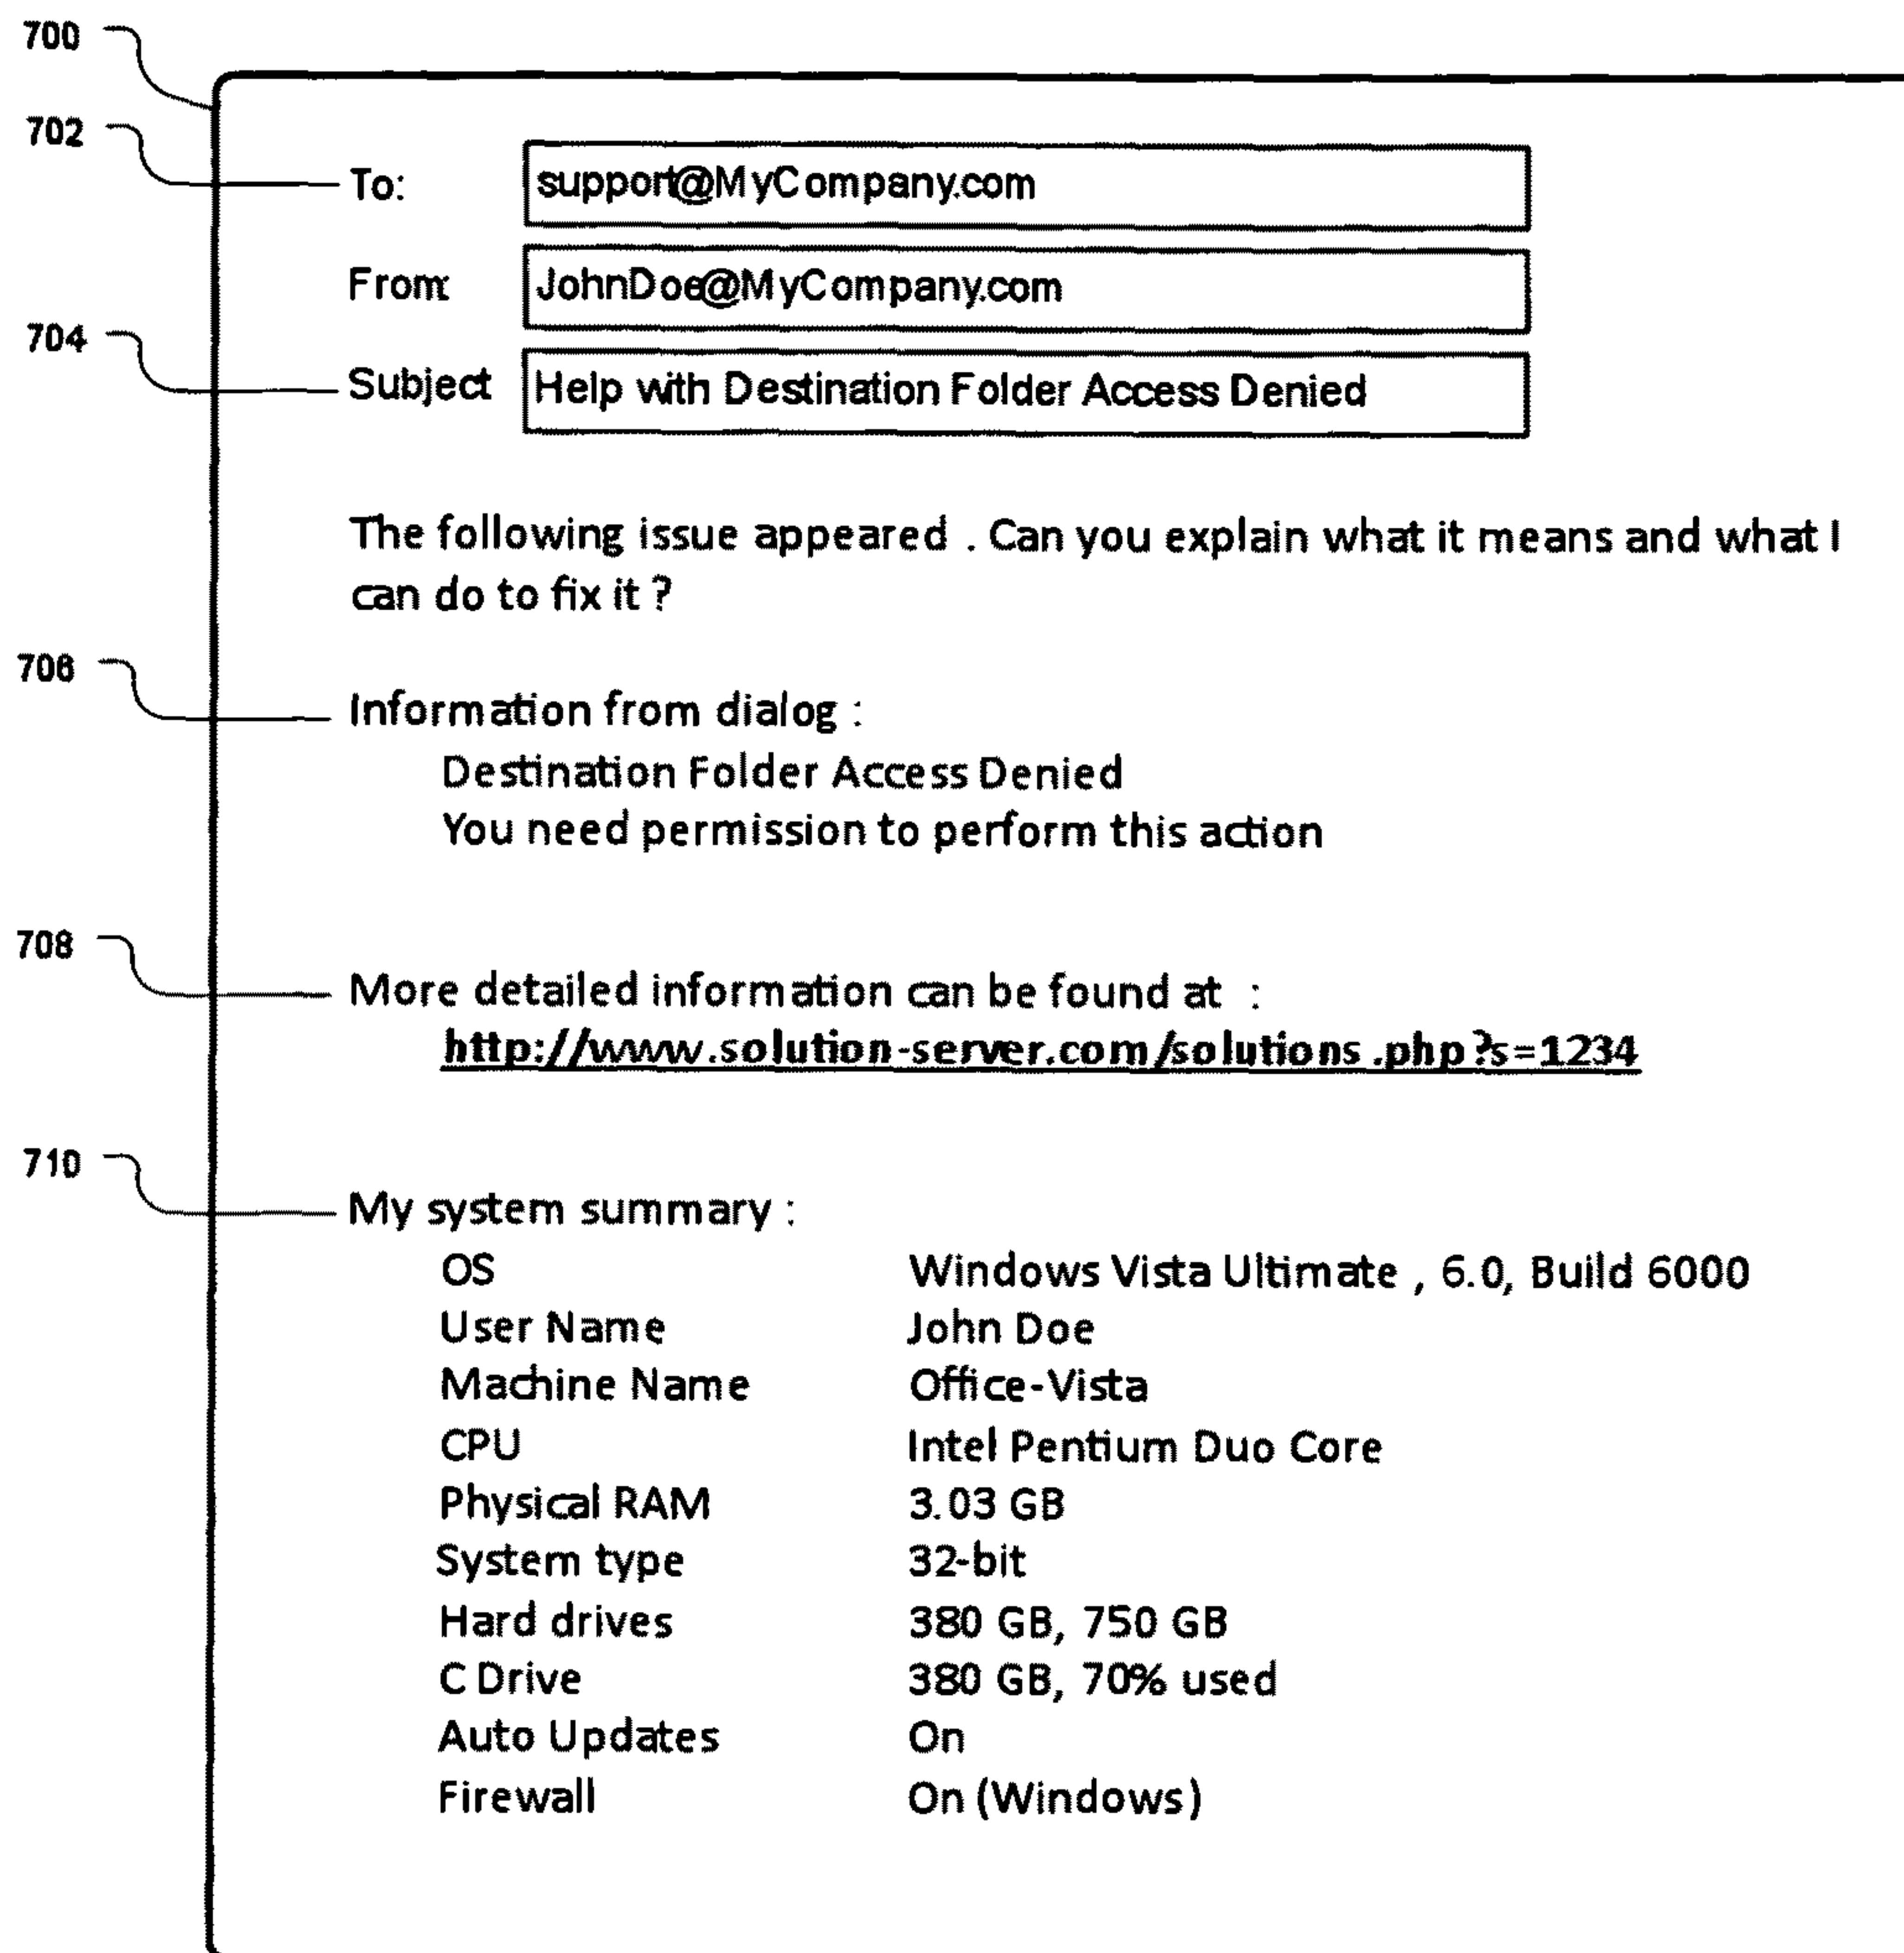 700
702
To: support@MyCompany.com
From: JohnDoe@MyCompany.com
704
Subject Help with Destination Folder Access Denied
The following issue appeared . Can you explain what it means and what I
can do to fix it ?
706
Information from dialog :
Destination Folder Access Denied
You need permission to perform this action
708
More detailed information can be found at :
http://www.solution-server.com/solutions.php?s=1234
710
My system summary :
OS Windows Vista Ultimate , 6.0, Build 6000
User Name John Doe
Machine Name Office-Vista
CPU Intel Pentium Duo Core
Physical RAM 3.03 GB
System type 32-bit
Hard drives 380 GB, 750 GB
C Drive 380 GB, 70% used
Auto Updates On
Firewall On (Windows)